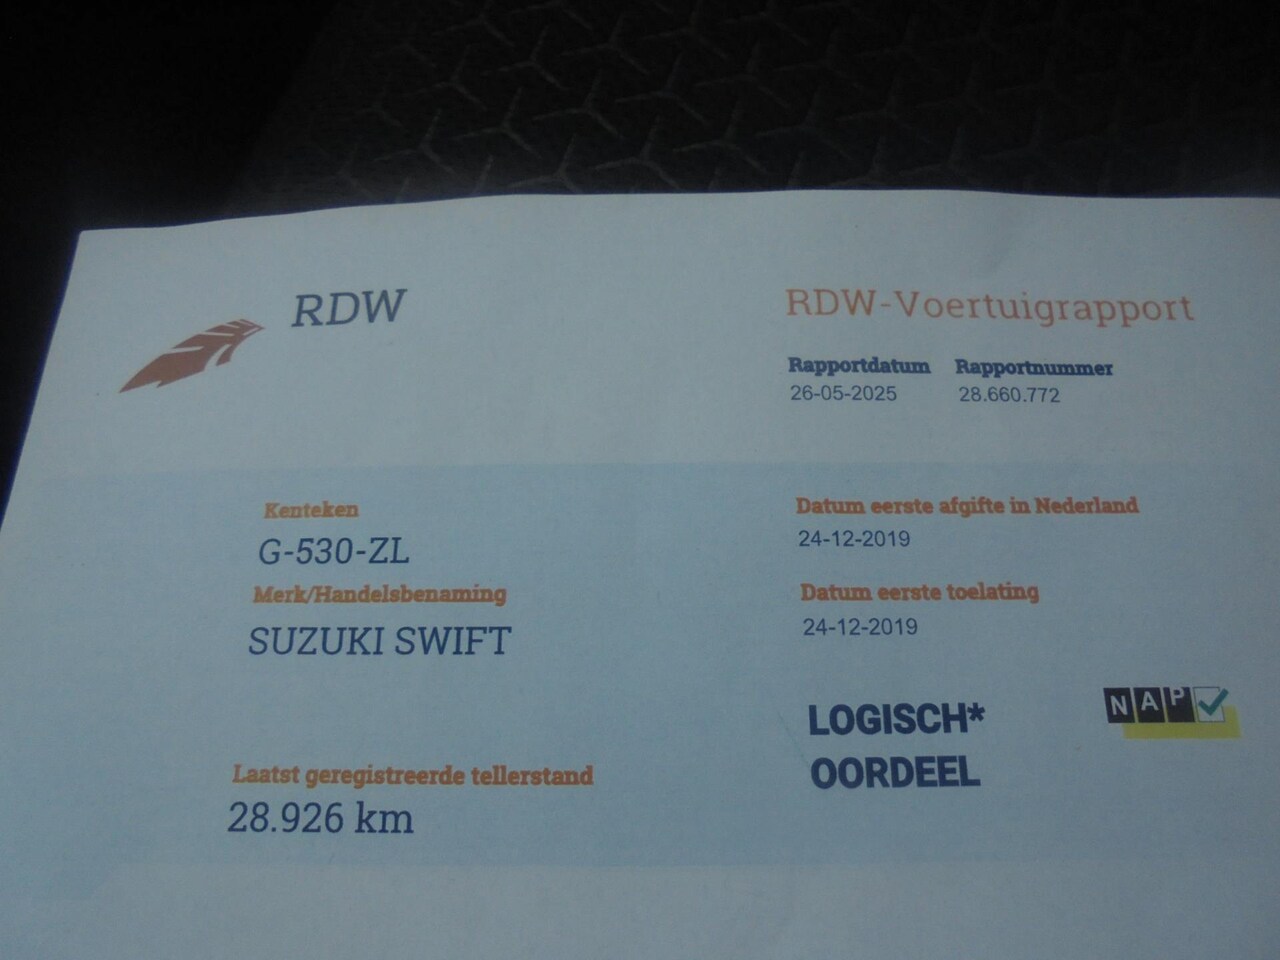 RDW
RDW-Voertuigrapport
Rapportdatum Rapportnummer
26-05-2025 28.660.772
Kenteken
G-530-ZL
Merk/Handelsbenaming
SUZUKI SWIFT
Laatst geregistreerde tellerstand
28.926 km
Datum eerste afgifte in Nederland
24-12-2019
Datum eerste toelating
24-12-2019
LOGISCH*
OORDEEL
NAP